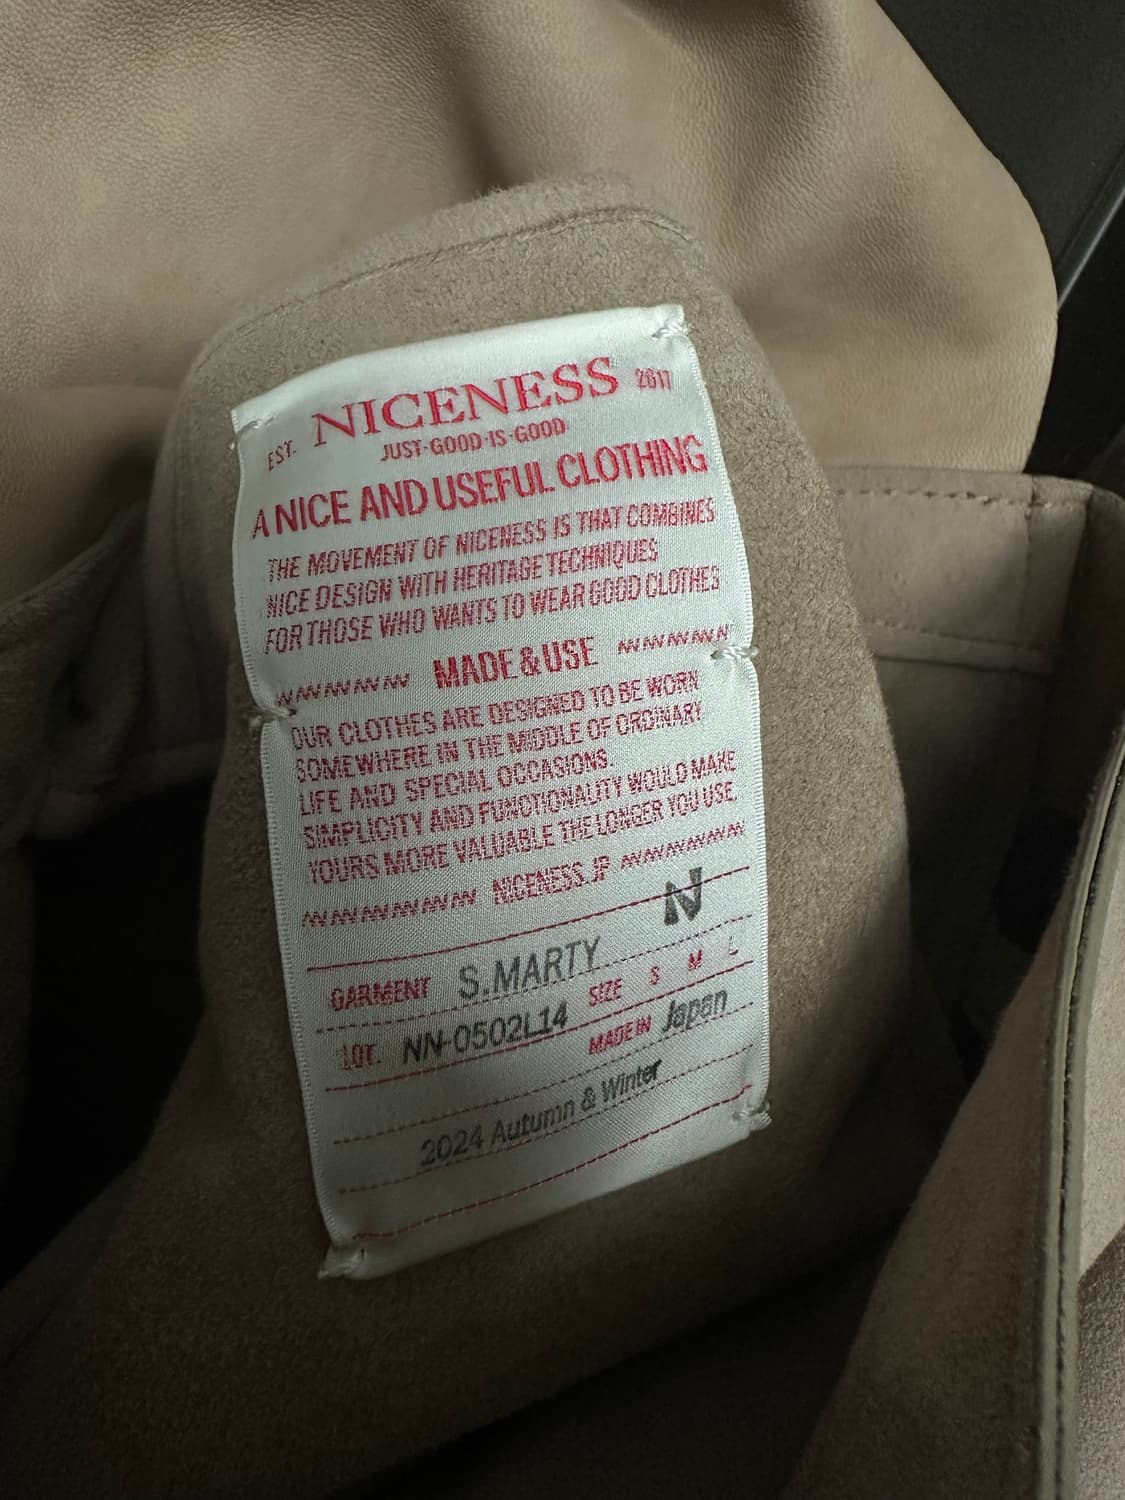 EST. NICENESS 2017
JUST·GOOD·IS·GOOD
A NICE AND USEFUL CLOTHING
THE MOVEMENT OF NICENESS IS THAT COMBINES
NICE DESIGN WITH HERITAGE TECHNIQUES
FOR THOSE WHO WANTS TO WEAR GOOD CLOTHES
MADE & USE
OUR CLOTHES ARE DESIGNED TO BE WORN
SOMEWHERE IN THE MIDDLE OF ORDINARY
LIFE AND SPECIAL OCCASIONS.
SIMPLICITY AND FUNCTIONALITY WOULD MAKE
YOURS MORE VALUABLE THE LONGER YOU USE.
NICENESS.JP
N
GARMENT S.MARTY
SIZE S M L
LOT. NN-0502L14
MADE IN Japan
2024 Autumn & Winter